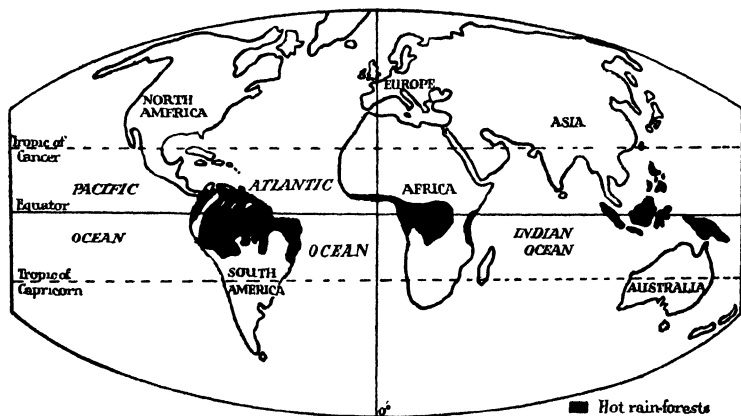 NORTH
AMERICA
EUROPE
ASIA
Tropic of
Cancer
PACIFIC
ATLANTIC
AFRICA
Equator
OCEAN
OCEAN
INDIAN
OCEAN
Tropic of
Capricorn
SOUTH
AMERICA
AUSTRALIA
0°
Hot rain-forests